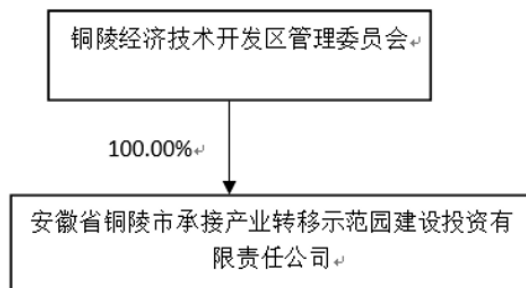 铜陵经济技术开发区管理委员会
100.00%
安徽省铜陵市承接产业转移示范园建设投资有
限责任公司